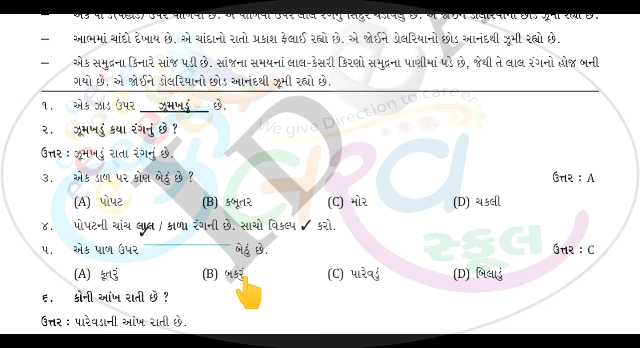 – આભમાં ચાંદો દેખાય છે. એ ચાંદાનો રાતો પ્રકાશ ફેલાઈ રહ્યો છે. એ જોઈને ડોલરિયાનો છોડ આનંદથી ઝૂમી રહ્યો છે.
– એક સમુદ્રના કિનારે સાંજ પડી છે. સાંજના સમયનાં લાલ-કેસરી કિરણો સમુદ્રના પાણીમાં પડે છે, જેથી તે લાલ રંગનો હોજ બની
ગયો છે. એ જોઈને ડોલરિયાનો છોડ આનંદથી ઝૂમી રહ્યો છે.
૧. એક ઝાડ ઉપર ઝૂમખડું છે.
૨. ઝૂમખડું કયા રંગનું છે ?
ઉત્તર : ઝૂમખડું રાતા રંગનું છે.
૩. એક ડાળ પર કોણ બેઠું છે ? ઉત્તર : A
(A) પોપટ (B) કબૂતર (C) મોર (D) ચકલી
૪. પોપટની ચાંચ લાલ / કાળા રંગની છે. સાચો વિકલ્પ ✓ કરો.
૫. એક પાળ ઉપર ____ બેઠું છે. ઉત્તર : C
(A) કૂતરું (B) બકરું (C) પારેવડું (D) બિલાડું
૬. કોની આંખ રાતી છે ?
ઉત્તર : પારેવડાની આંખ રાતી છે.
We give Direction to career
સ્કૂલ